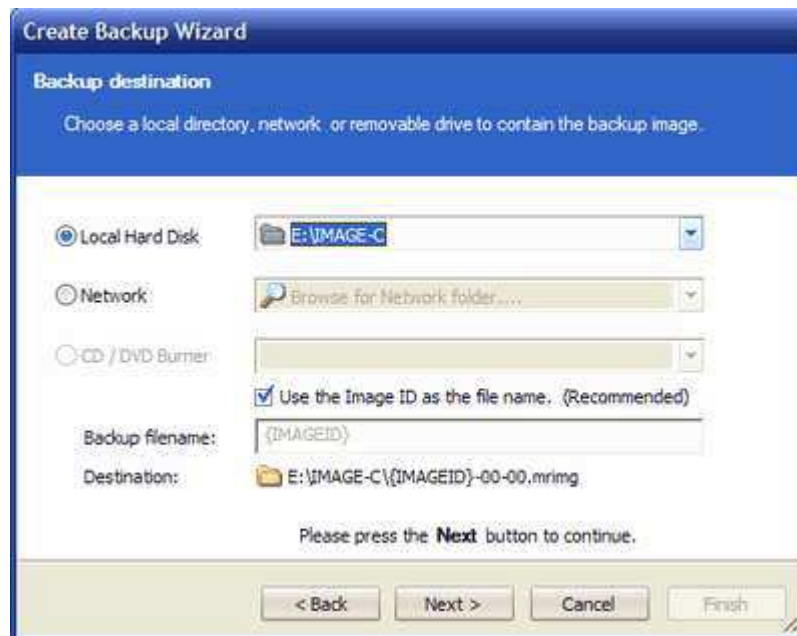 Create Backup Wizard
Backup destination
Choose a local directory, network or removable drive to contain the backup image.
Local Hard Disk E:\IMAGE-C
Network Browse for Network folder....
CD / DVD Burner
Use the Image ID as the file name. (Recommended)
Backup filename: {IMAGEID}
Destination: E:\IMAGE-C\{IMAGEID}-00-00.mrimg
Please press the Next button to continue.
< Back Next > Cancel Finish